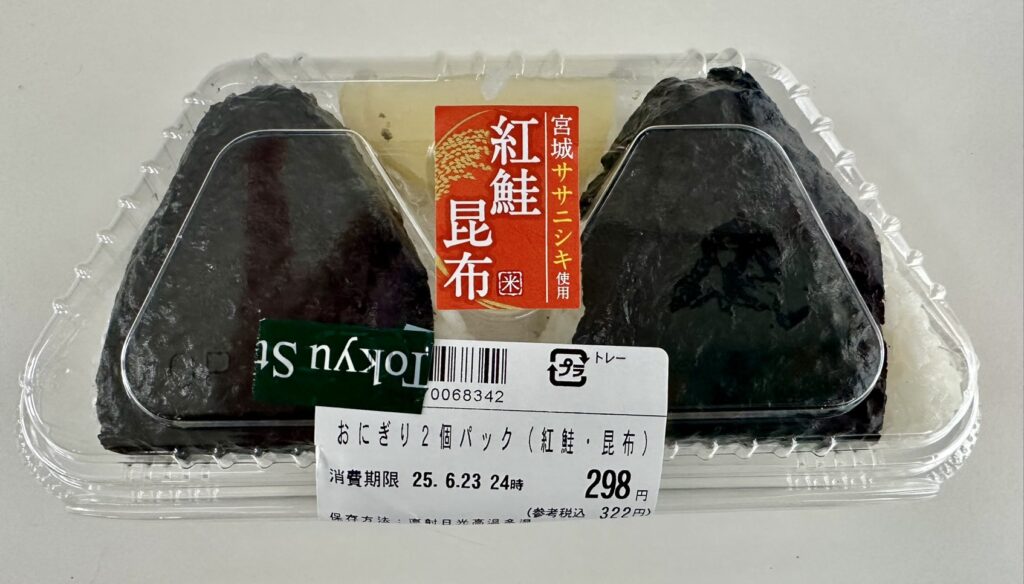 宮城ササニシキ使用
紅鮭
昆布
米
Tokyu St
プラ
トレー
0068342
おにぎり2個パック(紅鮭・昆布)
消費期限 25. 6.23 24時
298円
(参考税込 322円)
保存方法:直射日光高温多湿